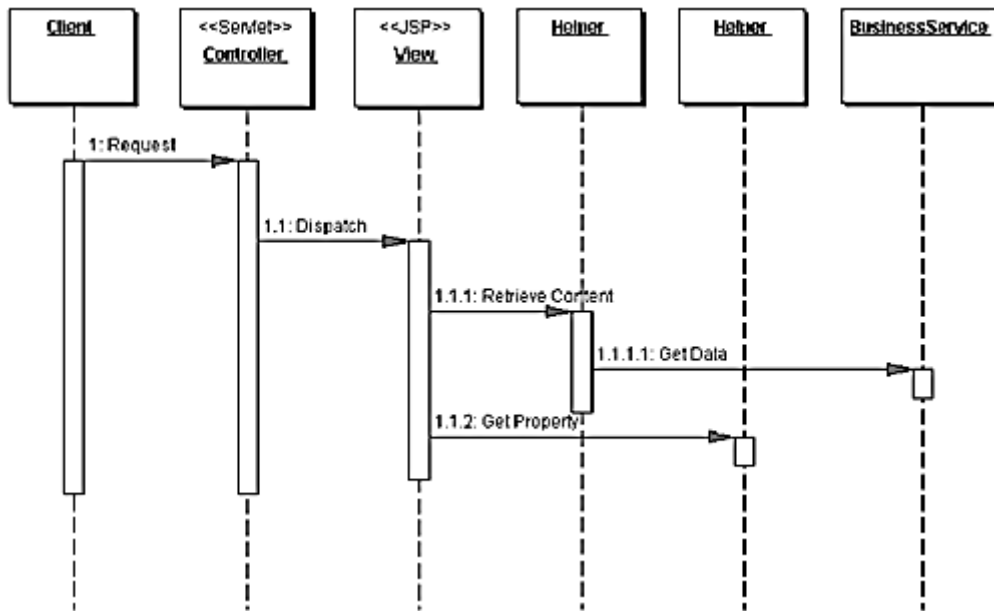 Client
<<Servlet>>
Controller
<<JSP>>
View
Helper
Helper
BusinessService
1: Request
1.1: Dispatch
1.1.1: Retrieve Content
1.1.1.1: Get Data
1.1.2: Get Property